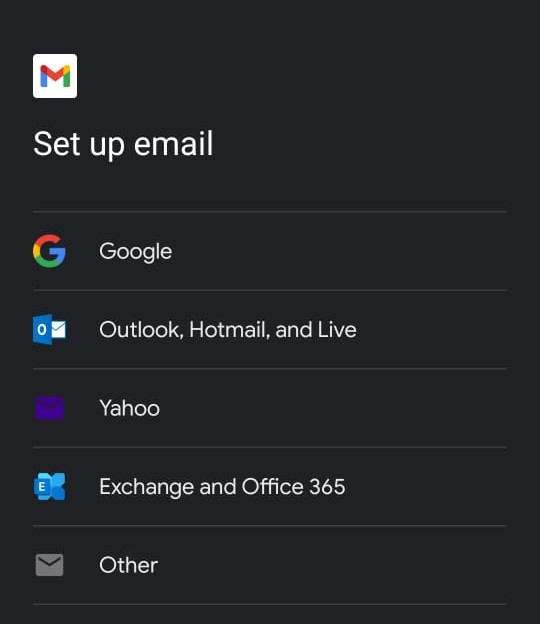 Set up email
Google
Outlook, Hotmail, and Live
Yahoo
Exchange and Office 365
Other